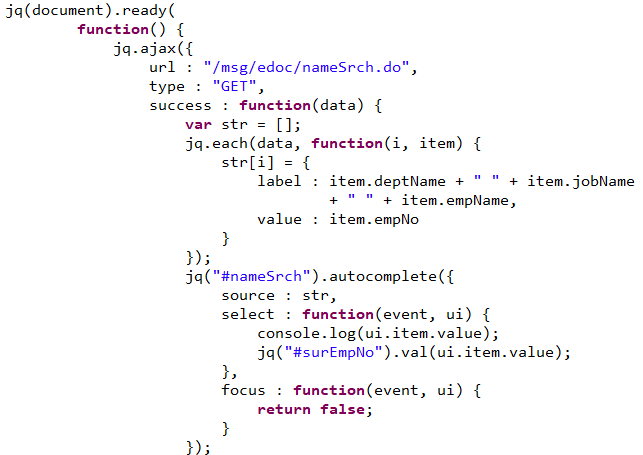 jq(document).ready(
        function() {
            jq.ajax({
                url : "/msg/edoc/nameSrch.do",
                type : "GET",
                success : function(data) {
                    var str = [];
                    jq.each(data, function(i, item) {
                        str[i] = {
                            label : item.deptName + " " + item.jobName
                                    + " " + item.empName,
                            value : item.empNo
                        }
                    });
                    jq("#nameSrch").autocomplete({
                        source : str,
                        select : function(event, ui) {
                            console.log(ui.item.value);
                            jq("#surEmpNo").val(ui.item.value);
                        },
                        focus : function(event, ui) {
                            return false;
                        }
                    });